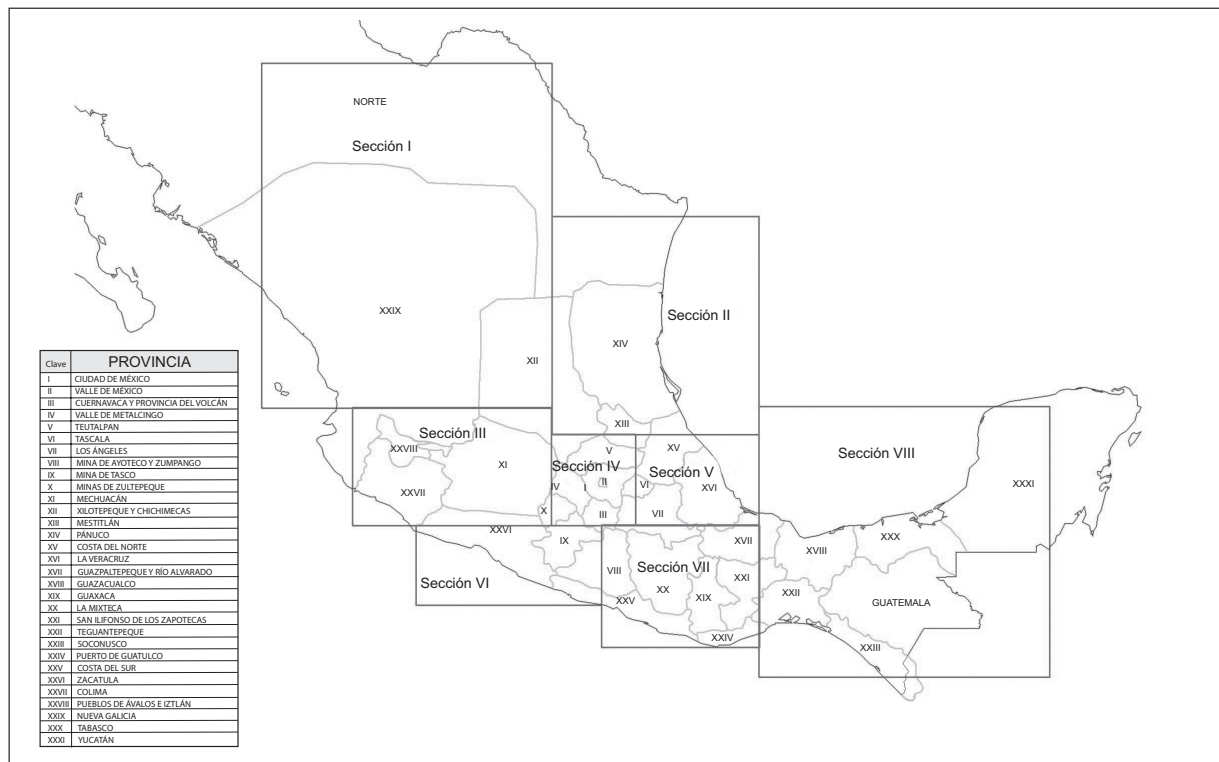 NORTE
Sección I
XXIX
XII
XIV
Sección II
XIII
Sección III
XXVIII
XI
XXVII
V
Sección IV
IV
I
II
X
III
XV
Sección V
VI
XVI
VII
Sección VIII
XXXI
XXVI
IX
Sección VI
XVII
VIII
Sección VII
XX
XXI
XIX
XXV
XXIV
XVIII
XXX
XXII
GUATEMALA
XXIII
Clave PROVINCIA
I CIUDAD DE MÉXICO
II VALLE DE MÉXICO
III CUERNAVACA Y PROVINCIA DEL VOLCÁN
IV VALLE DE METALCINGO
V TEUTALPAN
VI TASCALA
VII LOS ÁNGELES
VIII MINA DE AYOTECO Y ZUMPANGO
IX MINA DE TASCO
X MINAS DE ZULTEPEQUE
XI MECHUACÁN
XII XILOTEPEQUE Y CHICHIMECAS
XIII MESTITLÁN
XIV PÁNUCO
XV COSTA DEL NORTE
XVI LA VERACRUZ
XVII GUAZPALTEPEQUE Y RÍO ALVARADO
XVIII GUAZACUALCO
XIX GUAXACA
XX LA MIXTECA
XXI SAN ILIFONSO DE LOS ZAPOTECAS
XXII TEGUANTEPEQUE
XXIII SOCONUSCO
XXIV PUERTO DE GUATULCO
XXV COSTA DEL SUR
XXVI ZACATULA
XXVII COLIMA
XXVIII PUEBLOS DE ÁVALOS E IZTLÁN
XXIX NUEVA GALICIA
XXX TABASCO
XXXI YUCATÁN